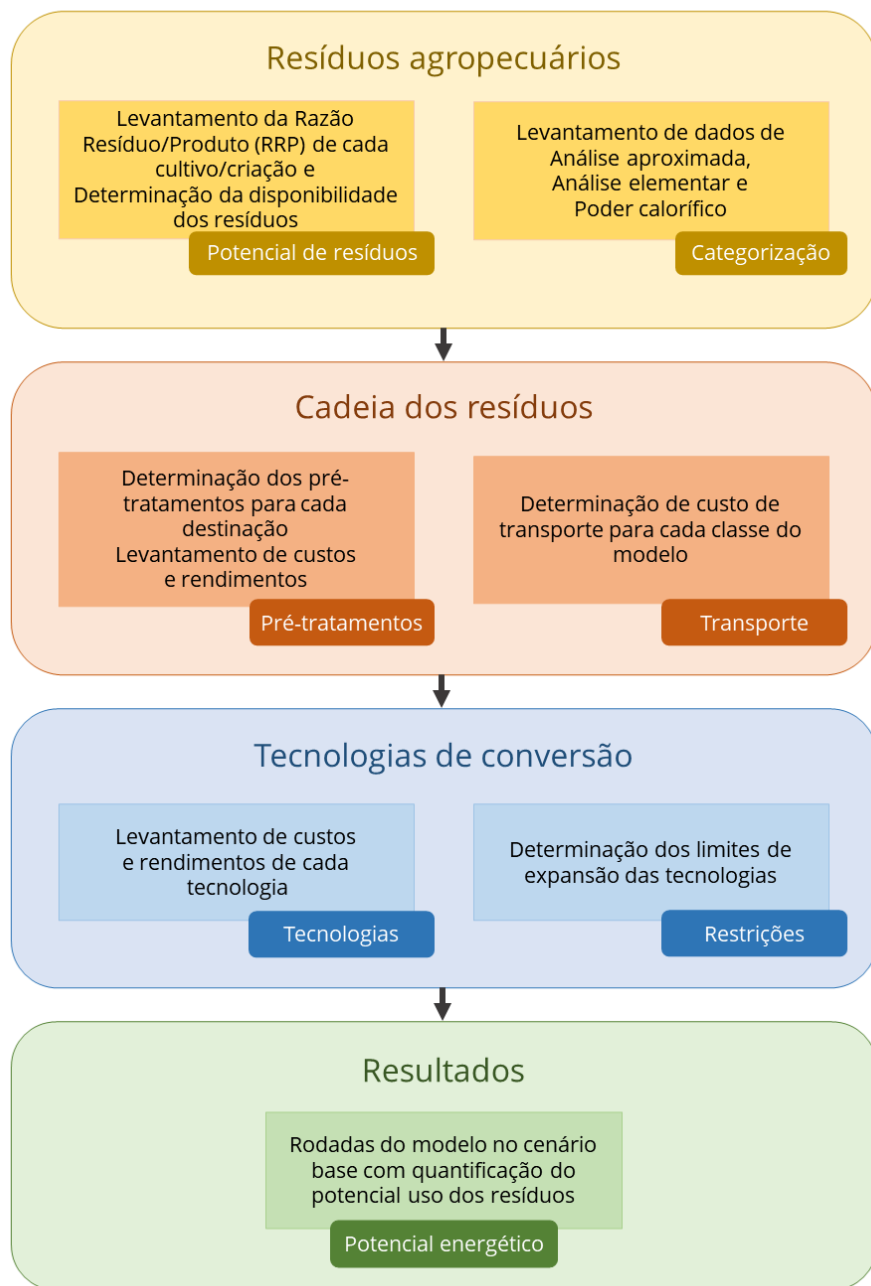 Resíduos agropecuários
Levantamento da Razão
Resíduo/Produto (RRP) de cada
cultivo/criação e
Determinação da disponibilidade
dos resíduos
Potencial de resíduos
Levantamento de dados de
Análise aproximada,
Análise elementar e
Poder calorífico
Categorização
Cadeia dos resíduos
Determinação dos pré-
tratamentos para cada
destinação
Levantamento de custos
e rendimentos
Pré-tratamentos
Determinação de custo de
transporte para cada classe do
modelo
Transporte
Tecnologias de conversão
Levantamento de custos
e rendimentos de cada
tecnologia
Tecnologias
Determinação dos limites de
expansão das tecnologias
Restrições
Resultados
Rodadas do modelo no cenário
base com quantificação do
potencial uso dos resíduos
Potencial energético